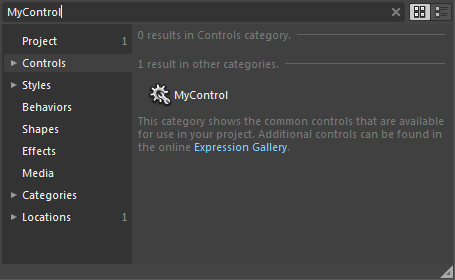 MyControl
Project 1
Controls
Styles
Behaviors
Shapes
Effects
Media
Categories
Locations 1
0 results in Controls category.
1 result in other categories.
MyControl
This category shows the common controls that are available
for use in your project. Additional controls can be found in
the online Expression Gallery.